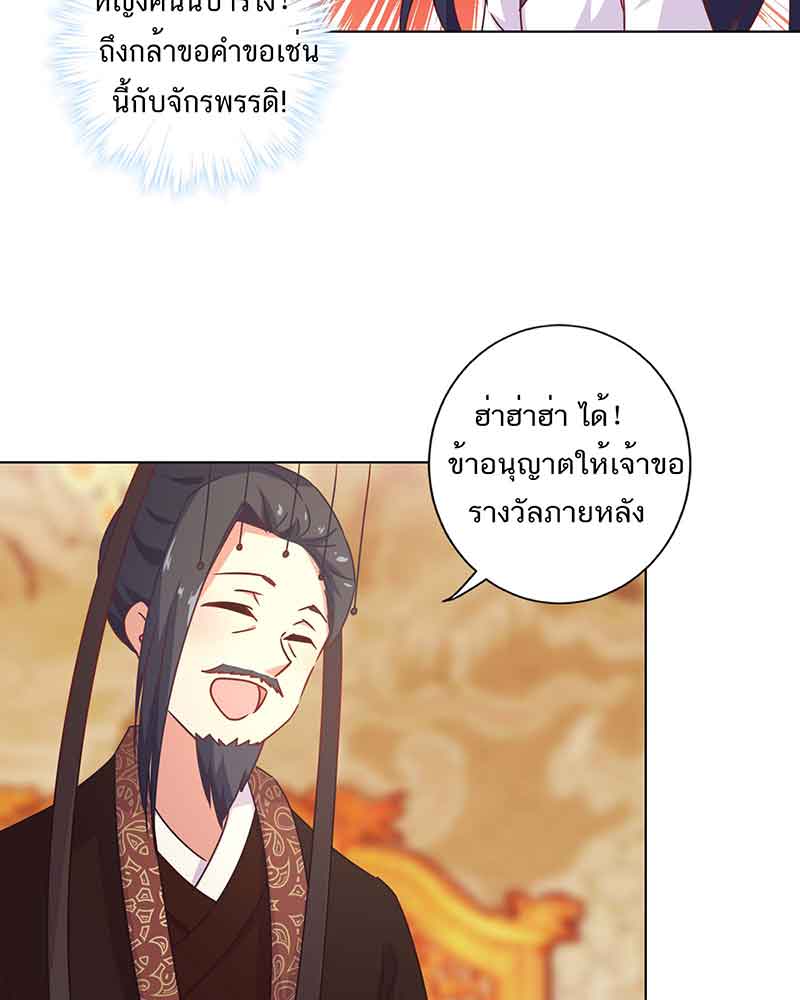 ถึงกล้าขอคำขอเช่น
นี้กับจักรพรรดิ!
ฮ่าฮ่าฮ่า ได้!
ข้าอนุญาตให้เจ้าขอ
รางวัลภายหลัง